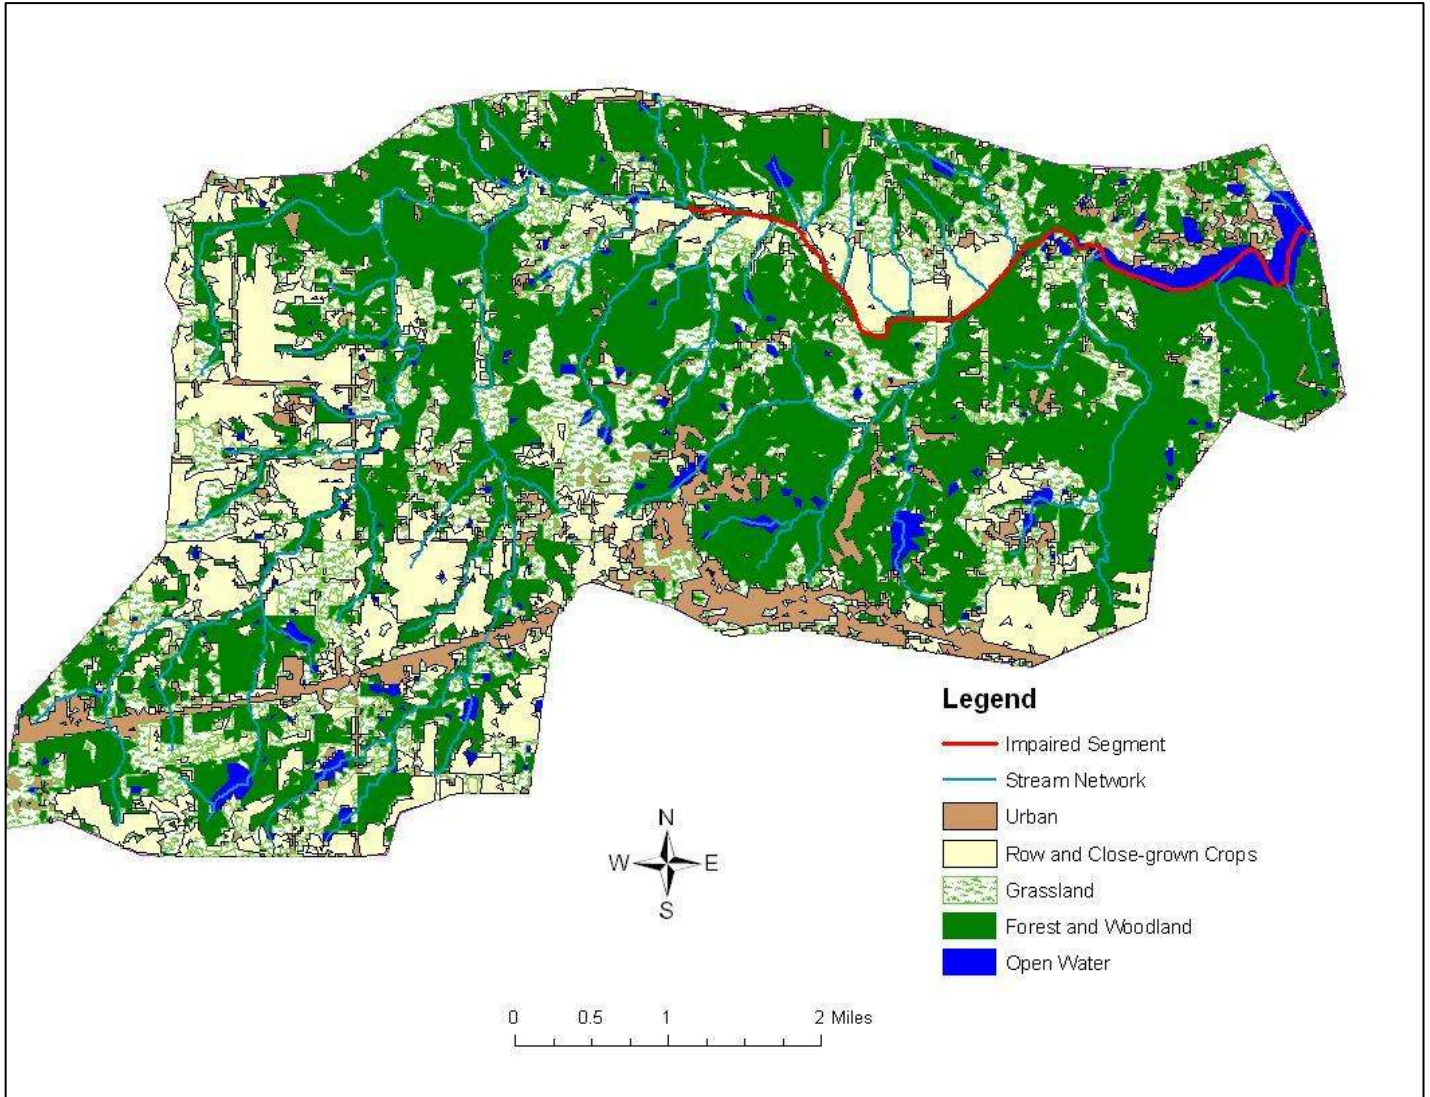 Legend
Impaired Segment
Stream Network
Urban
Row and Close-grown Crops
Grassland
Forest and Woodland
Open Water
N
W E
S
0 0.5 1 2 Miles